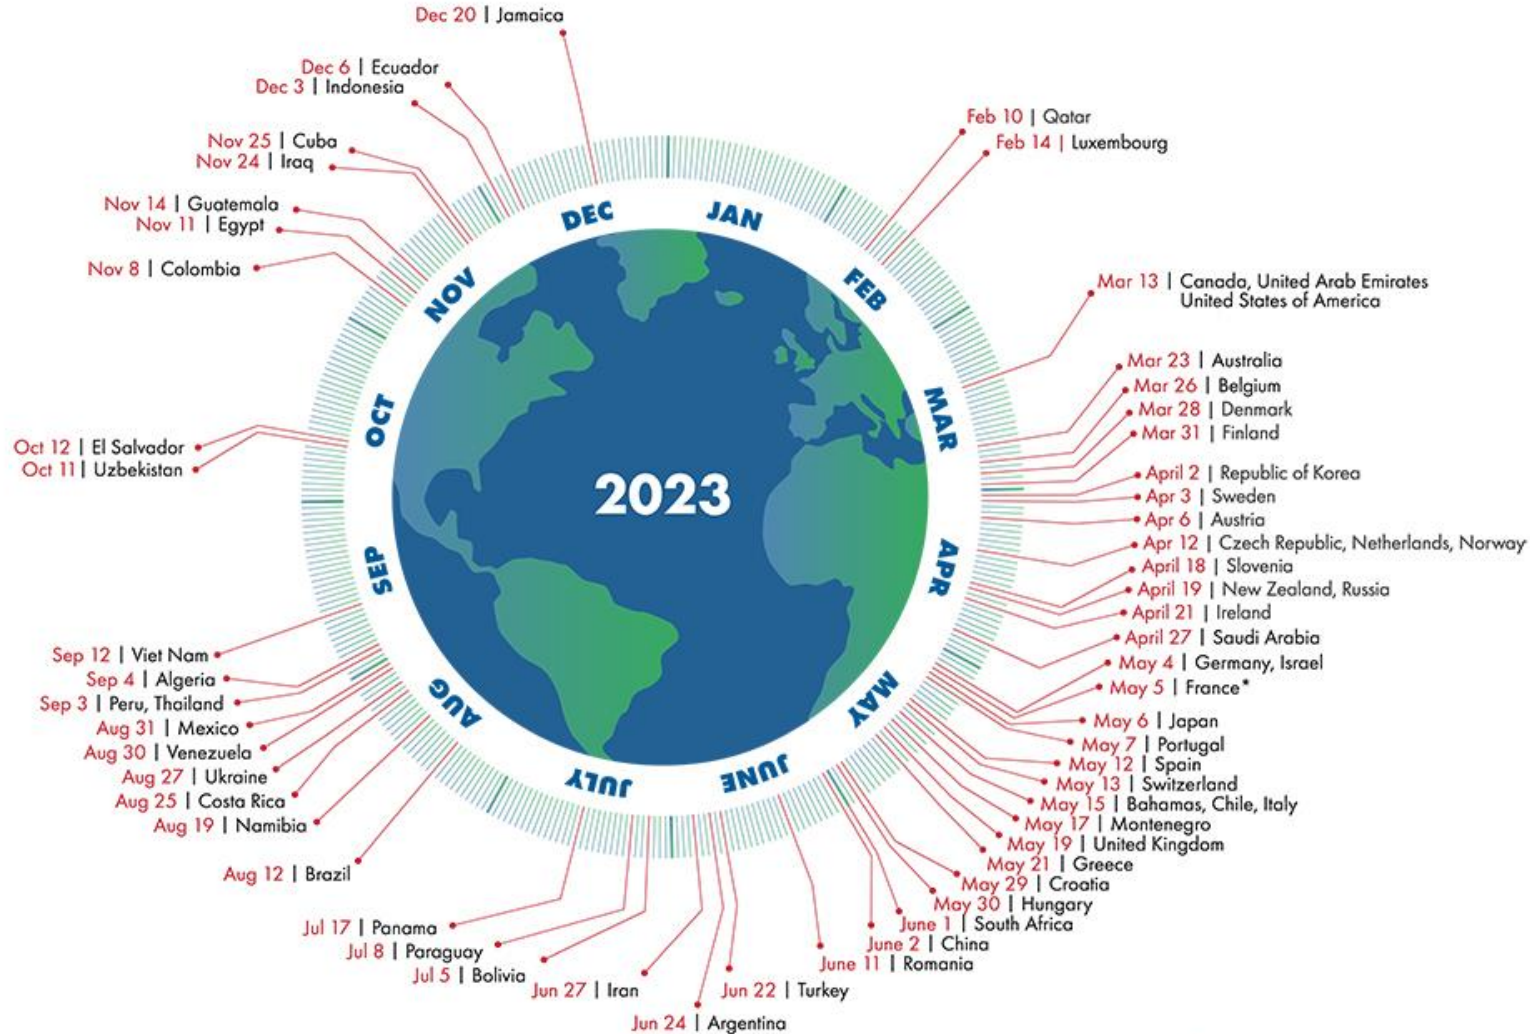 Dec 20 | Jamaica
Dec 6 | Ecuador
Dec 3 | Indonesia
Nov 25 | Cuba
Nov 24 | Iraq
Nov 14 | Guatemala
Nov 11 | Egypt
Nov 8 | Colombia
Oct 12 | El Salvador
Oct 11 | Uzbekistan
Sep 12 | Viet Nam
Sep 4 | Algeria
Sep 3 | Peru, Thailand
Aug 31 | Mexico
Aug 30 | Venezuela
Aug 27 | Ukraine
Aug 25 | Costa Rica
Aug 19 | Namibia
Aug 12 | Brazil
Jul 17 | Panama
Jul 8 | Paraguay
Jul 5 | Bolivia
Jun 27 | Iran
Jun 24 | Argentina
Jun 22 | Turkey
Feb 10 | Qatar
Feb 14 | Luxembourg
Mar 13 | Canada, United Arab Emirates
United States of America
Mar 23 | Australia
Mar 26 | Belgium
Mar 28 | Denmark
Mar 31 | Finland
April 2 | Republic of Korea
Apr 3 | Sweden
Apr 6 | Austria
Apr 12 | Czech Republic, Netherlands, Norway
April 18 | Slovenia
April 19 | New Zealand, Russia
April 21 | Ireland
April 27 | Saudi Arabia
May 4 | Germany, Israel
May 5 | France*
May 6 | Japan
May 7 | Portugal
May 12 | Spain
May 13 | Switzerland
May 15 | Bahamas, Chile, Italy
May 17 | Montenegro
May 19 | United Kingdom
May 21 | Greece
May 29 | Croatia
May 30 | Hungary
June 1 | South Africa
June 2 | China
June 11 | Romania
JAN
FEB
MAR
APR
MAY
JUNE
JULY
AUG
SEP
OCT
NOV
DEC
2023